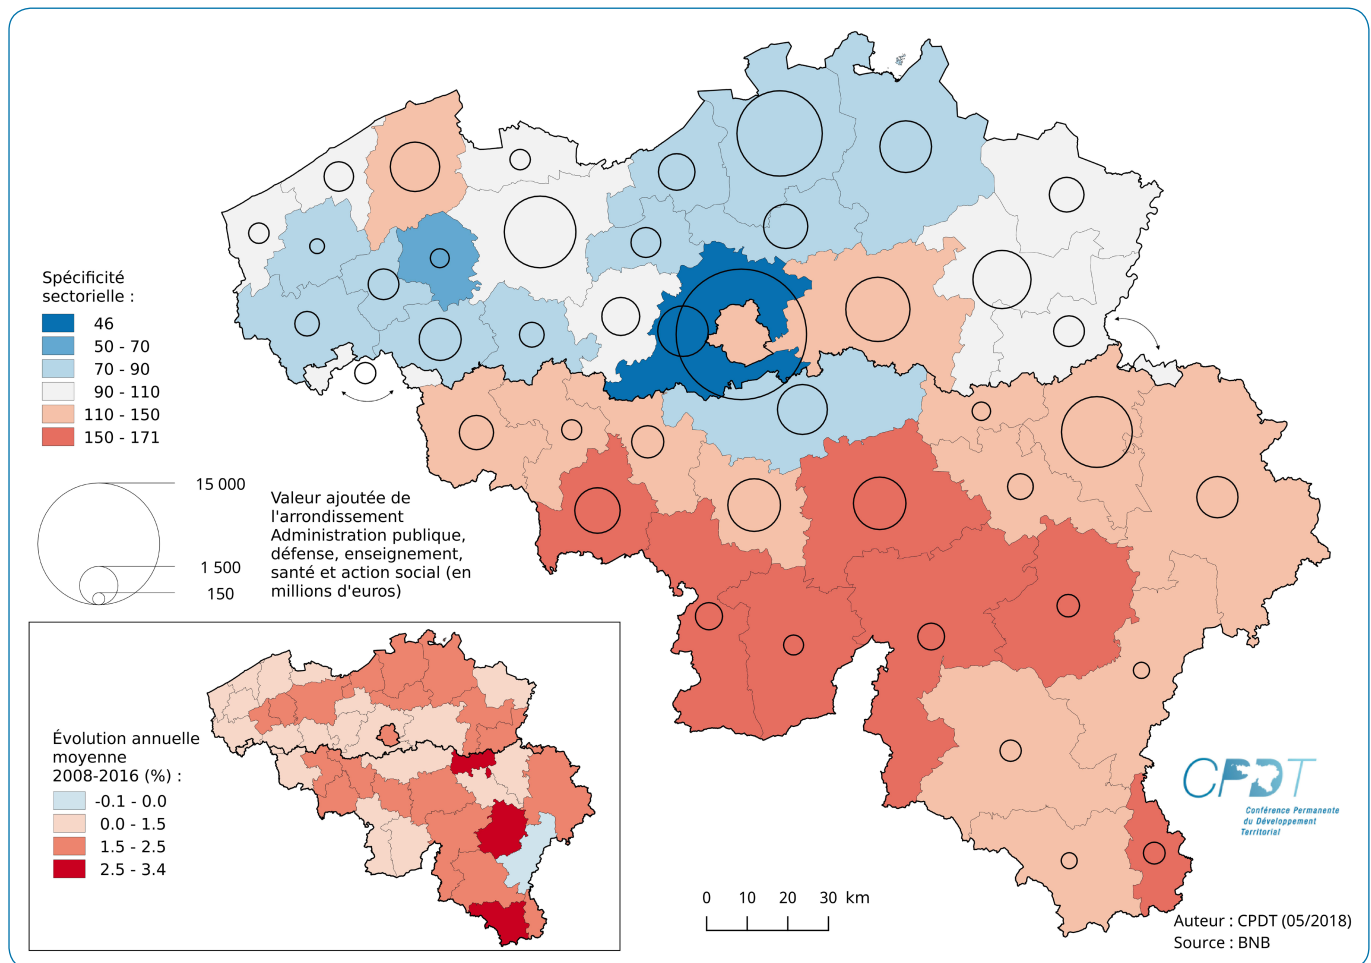 Spécificité
sectorielle :
46
50 - 70
70 - 90
90 - 110
110 - 150
150 - 171
15 000
1 500
150
Valeur ajoutée de
l'arrondissement
Administration publique,
défense, enseignement,
santé et action social (en
millions d'euros)
Évolution annuelle
moyenne
2008-2016 (%) :
-0.1 - 0.0
0.0 - 1.5
1.5 - 2.5
2.5 - 3.4
0 10 20 30 km
CPDT
Conférence Permanente
du Développement
Territorial
Auteur : CPDT (05/2018)
Source : BNB